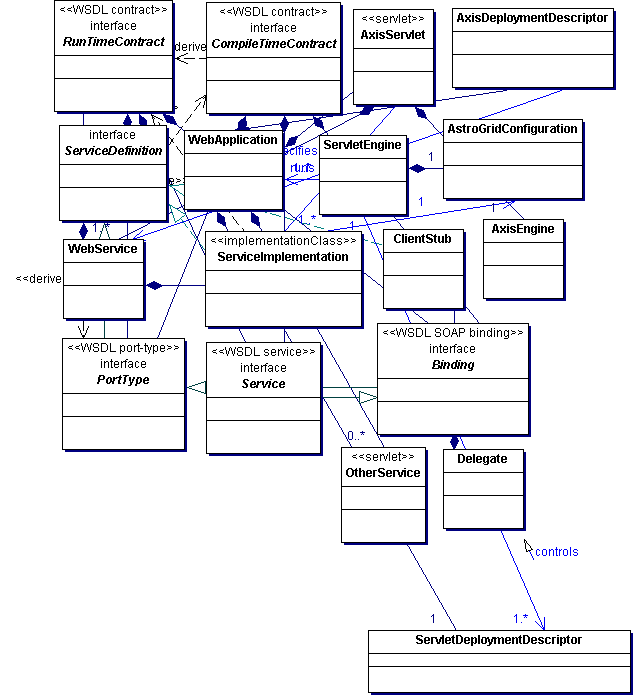 <<WSDL contract>>
interface
RunTimeContract
derive
<<WSDL contract>>
interface
CompileTimeContract
<<servlet>>
AxisServlet
AxisDeploymentDescriptor
interface
ServiceDefinition
WebApplication
ServletEngine
AstroGridConfiguration
1
1
1..*
1
1
1..*
WebService
<<implementationClass>>
ServiceImplementation
ClientStub
AxisEngine
<<derive
<<WSDL port-type>>
interface
PortType
<<WSDL service>>
interface
Service
<<WSDL SOAP binding>>
interface
Binding
0..*
<<servlet>>
OtherService
Delegate
controls
1
1..*
ServletDeploymentDescriptor